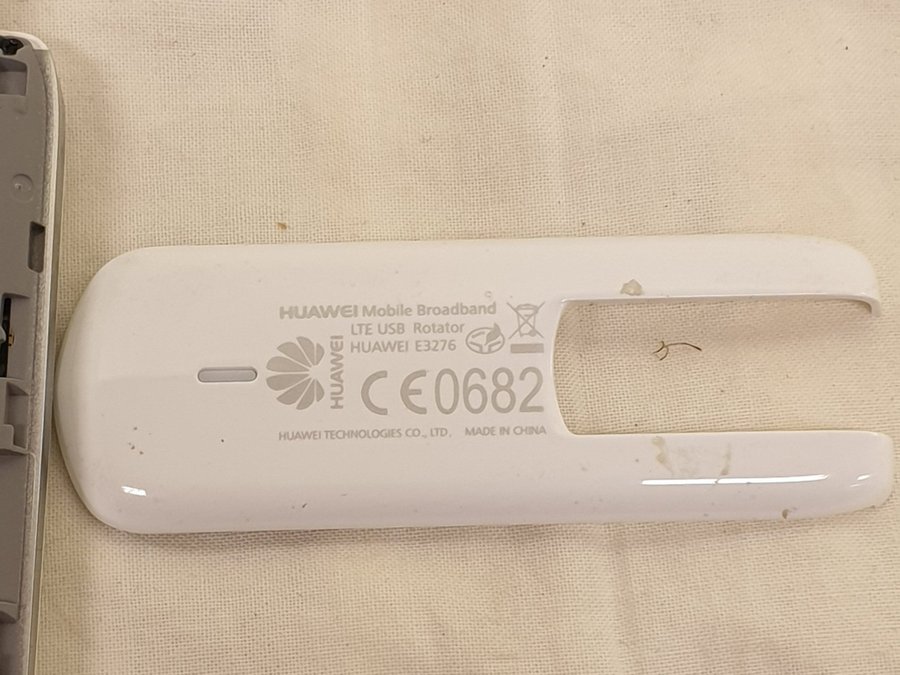 HUAWEI Mobile Broadband
LTE USB Rotator
HUAWEI E3276
HUAWEI
CE0682
HUAWEI TECHNOLOGIES CO., LTD. MADE IN CHINA